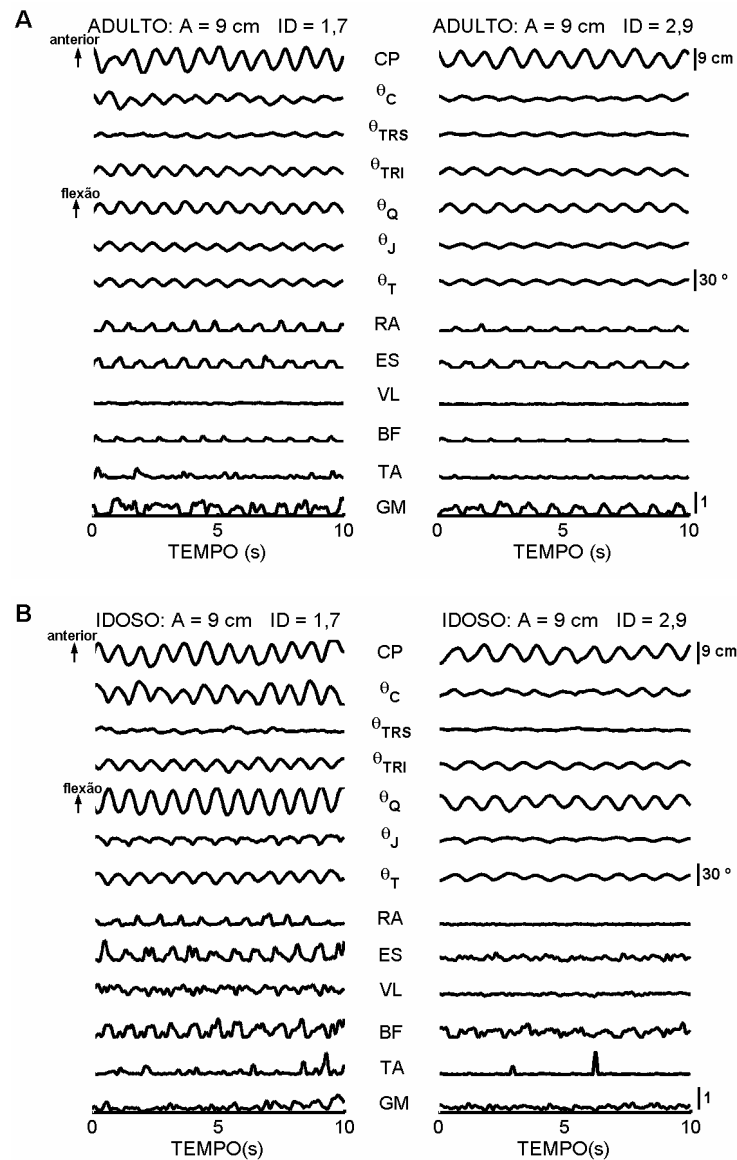 A
ADULTO: A = 9 cm ID = 1,7
ADULTO: A = 9 cm ID = 2,9
anterior
CP
9 cm
θC
θTRS
θTRI
flexão
θQ
θJ
θT
30 º
RA
ES
VL
BF
TA
GM
1
0 5 10
0 5 10
TEMPO (s)
TEMPO (s)
B
IDOSO: A = 9 cm ID = 1,7
IDOSO: A = 9 cm ID = 2,9
anterior
CP
9 cm
θC
θTRS
θTRI
flexão
θQ
θJ
θT
30 º
RA
ES
VL
BF
TA
GM
1
0 5 10
0 5 10
TEMPO(s)
TEMPO(s)